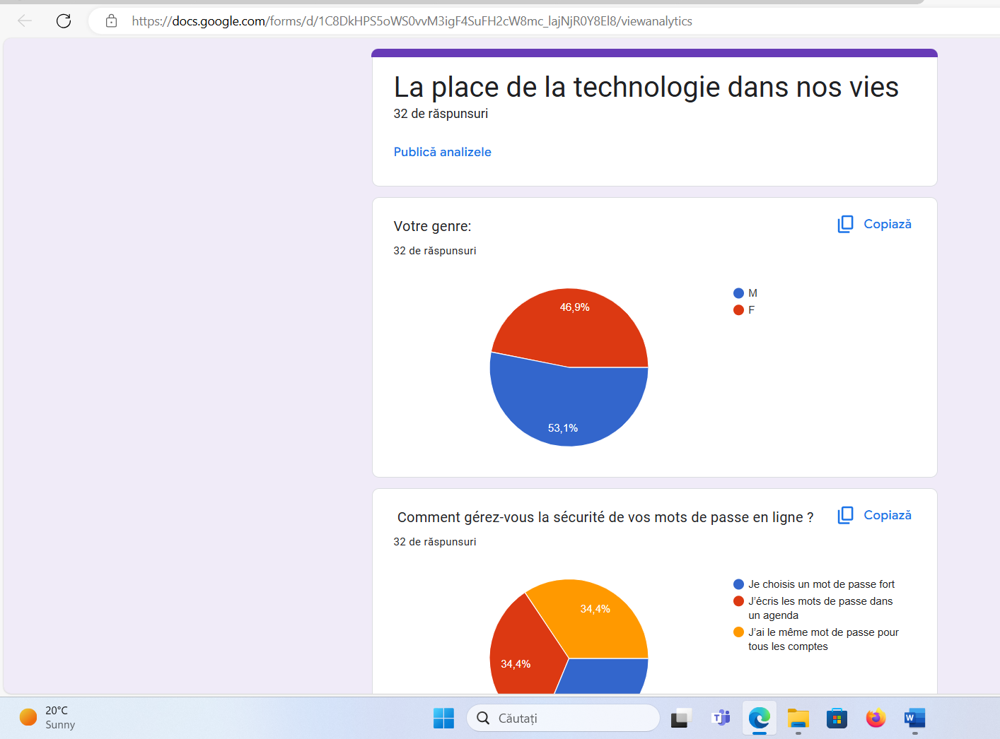 https://docs.google.com/forms/d/1C8DkHPS5oWS0vvM3igF4SuFH2cW8mc_lajNjR0Y8El8/viewanalytics
La place de la technologie dans nos vies
32 de răspunsuri
Publică analizele
Votre genre:
Copiază
32 de răspunsuri
46,9%
53,1%
M
F
Comment gérez-vous la sécurité de vos mots de passe en ligne ?
Copiază
32 de răspunsuri
34,4%
34,4%
Je choisis un mot de passe fort
J’écris les mots de passe dans
un agenda
J’ai le même mot de passe pour
tous les comptes
20°C
Sunny
Căutați